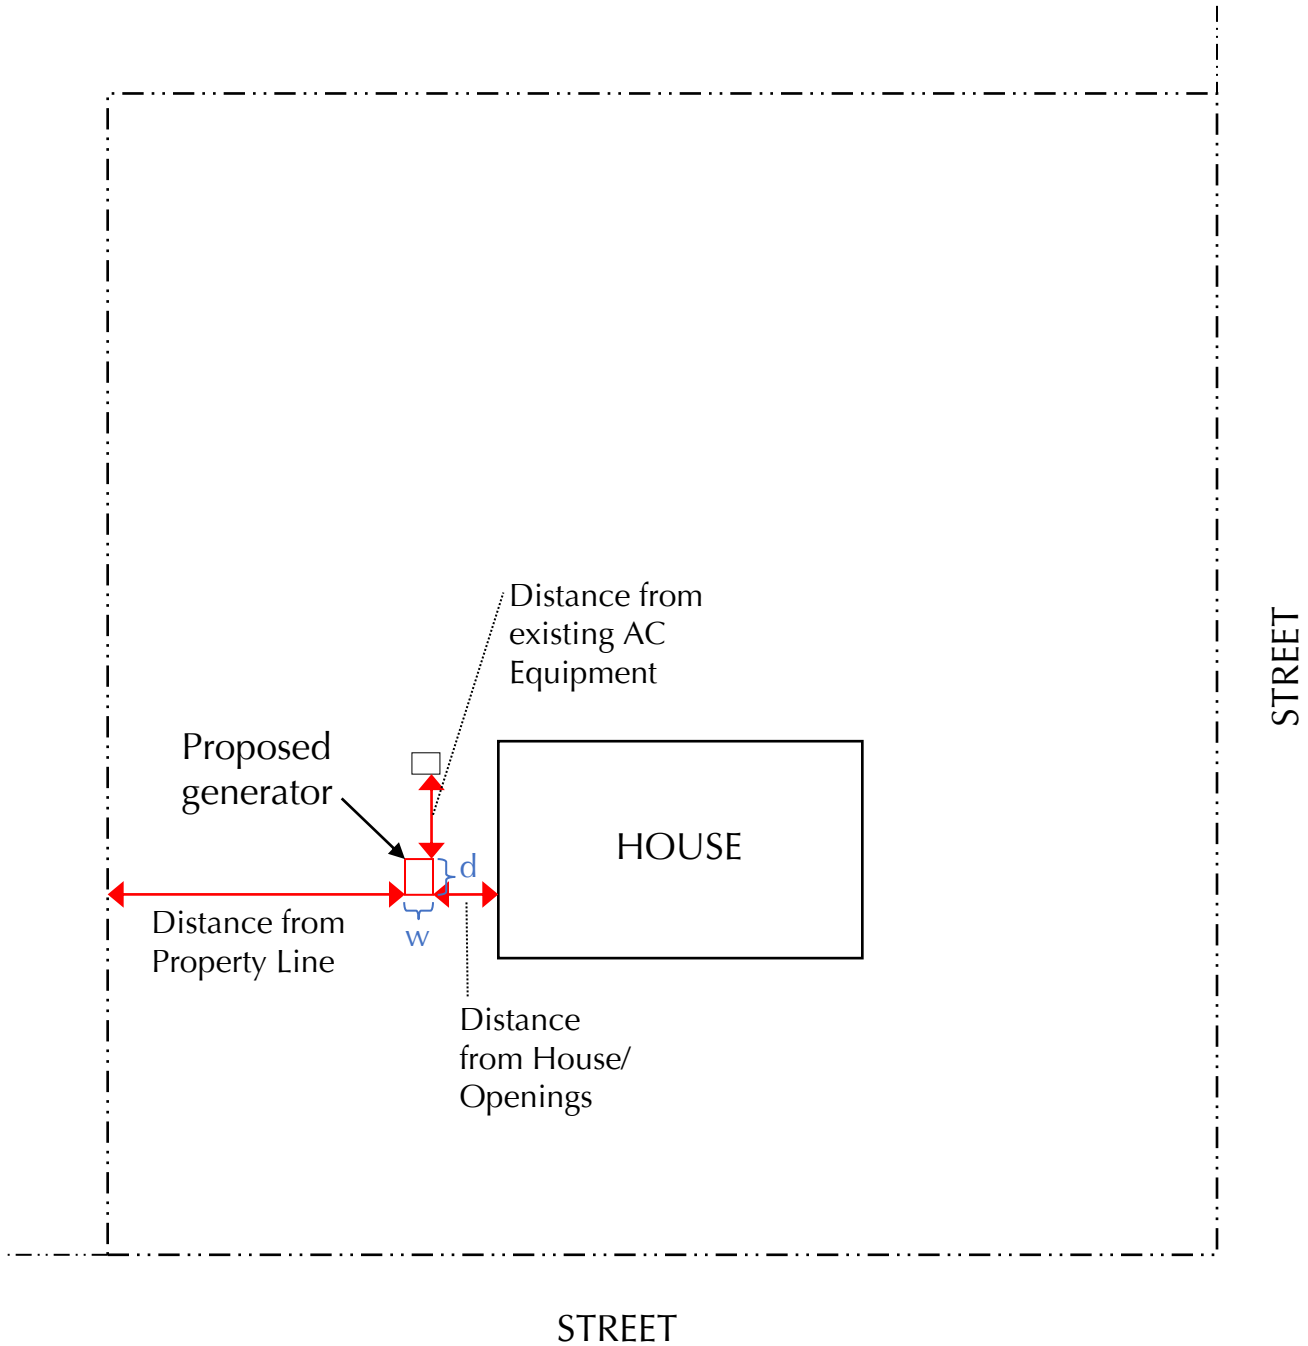 Distance from
existing AC
Equipment
STREET
Proposed
generator
HOUSE
d
Distance from
Property Line
w
Distance
from House/
Openings
STREET